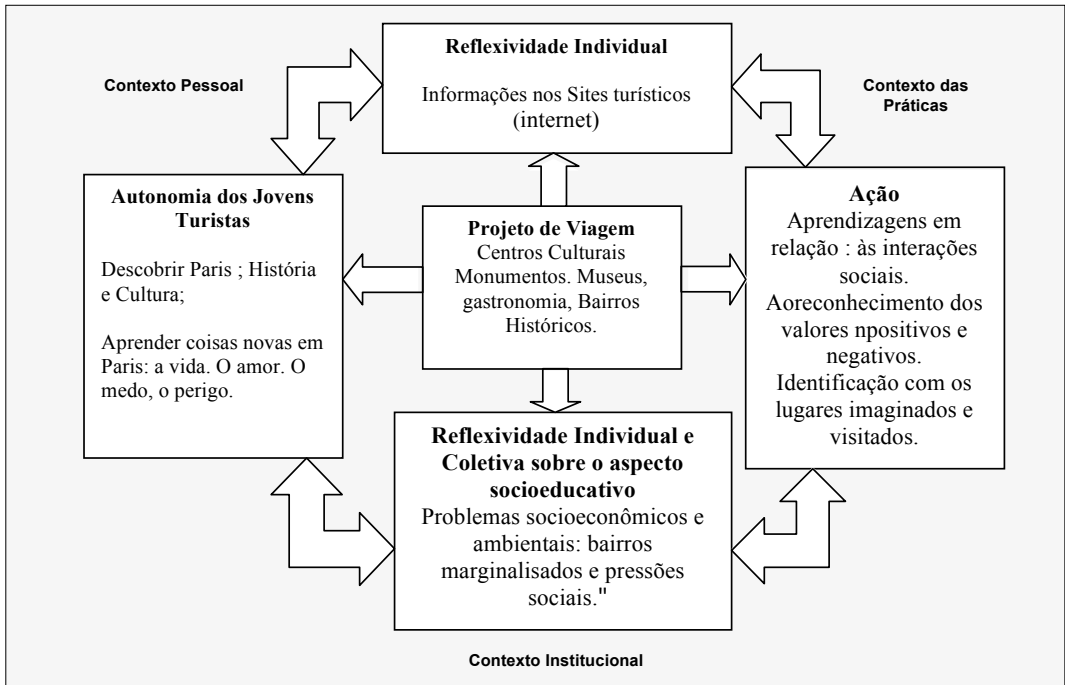 Reflexividade Individual
Informações nos Sites turísticos
(internet)
Contexto Pessoal
Contexto das
Práticas
Autonomia dos Jovens
Turistas
Descobrir Paris ; História
e Cultura;
Aprender coisas novas em
Paris: a vida. O amor. O
medo, o perigo.
Projeto de Viagem
Centros Culturais
Monumentos. Museus,
gastronomia, Bairros
Históricos.
Ação
Aprendizagens em
relação : às interações
sociais.
Aoreconhecimento dos
valores npositivos e
negativos.
Identificação com os
lugares imaginados e
visitados.
Reflexividade Individual e
Coletiva sobre o aspecto
socioeducativo
Problemas socioeconômicos e
ambientais: bairros
marginalisados e pressões
sociais."
Contexto Institucional